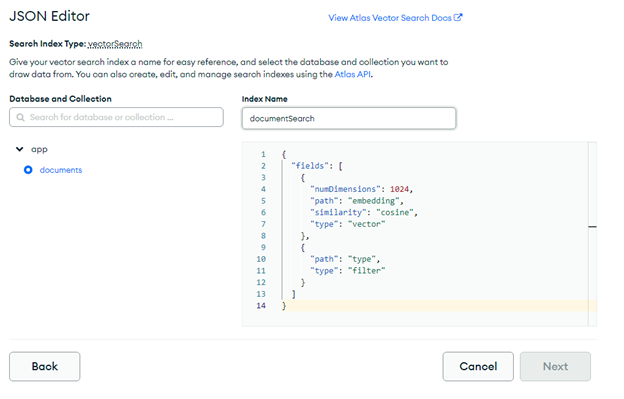 JSON Editor
View Atlas Vector Search Docs
Search Index Type: vectorSearch
Give your vector search index a name for easy reference, and select the database and collection you want to
draw data from. You can also create, edit, and manage search indexes using the Atlas API.
Database and Collection
Index Name
Search for database or collection ...
documentSearch
app
documents
1 {
2 "fields": [
3 {
4 "numDimensions": 1024,
5 "path": "embedding",
6 "similarity": "cosine",
7 "type": "vector"
8 },
9 {
10 "path": "type",
11 "type": "filter"
12 }
13 ]
14 }
Back
Cancel
Next